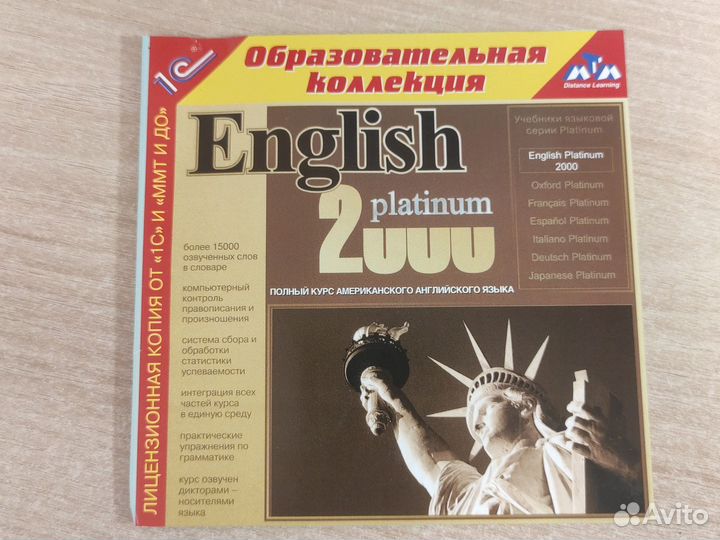 1С®
Образовательная
коллекция
МТМ
Distance Learning
ЛИЦЕНЗИОННАЯ КОПИЯ ОТ «1С» И «ММТ И ДО»
English
platinum
2000
ПОЛНЫЙ КУРС АМЕРИКАНСКОГО АНГЛИЙСКОГО ЯЗЫКА
Учебники языковой
серии Platinum
English Platinum
2000
Oxford Platinum
Français Platinum
Español Platinum
Italiano Platinum
Deutsch Platinum
Japanese Platinum
более 15000
озвученных слов
в словаре
компьютерный
контроль
правописания и
произношения
система сбора и
обработки
статистики
успеваемости
интеграция всех
частей курса
в единую среду
практические
упражнения по
грамматике
курс озвучен
дикторами –
носителями
языка
Avito